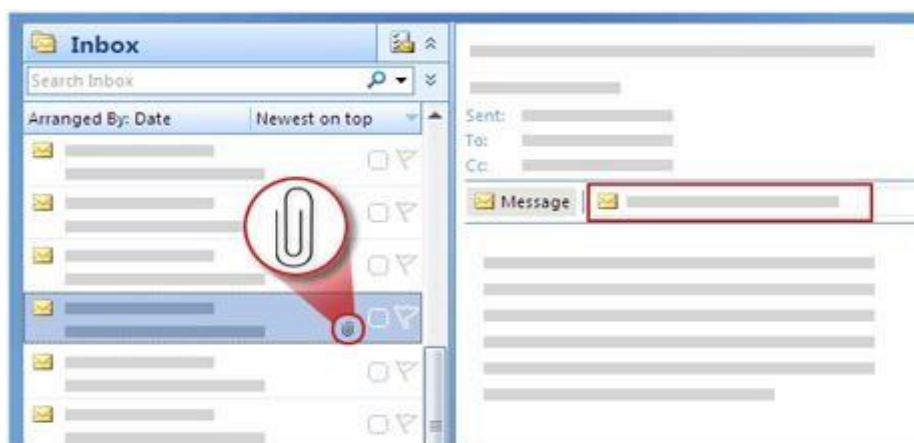 Inbox
Search Inbox
Arranged By: Date Newest on top
Sent:
To:
Cc:
Message